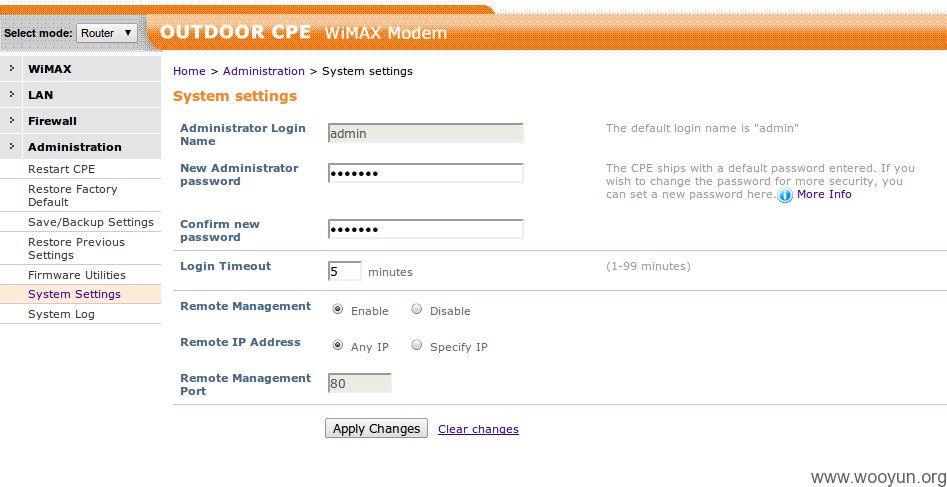 Select mode: Router
OUTDOOR CPE WiMAX Modem
WiMAX
LAN
Firewall
Administration
Restart CPE
Restore Factory
Default
Save/Backup Settings
Restore Previous
Settings
Firmware Utilities
System Settings
System Log
Home > Administration > System settings
System settings
Administrator Login
Name
admin
The default login name is "admin"
New Administrator
password
•••••••
The CPE ships with a default password entered. If you
wish to change the password for more security, you
can set a new password here. More Info
Confirm new
password
•••••••
Login Timeout
5 minutes
(1-99 minutes)
Remote Management
Enable Disable
Remote IP Address
Any IP Specify IP
Remote Management
Port
80
Apply Changes Clear changes
www.wooyun.org